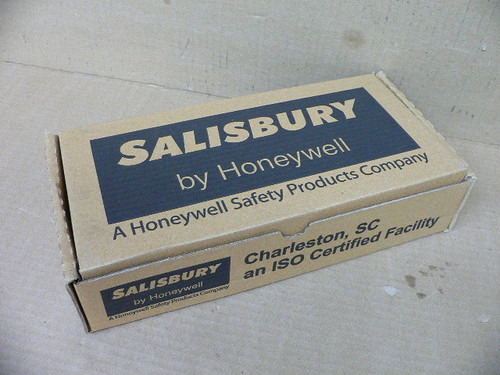 SALISBURY
by Honeywell
A Honeywell Safety Products Company
SALISBURY
by Honeywell
A Honeywell Safety Products Company
Charleston, SC
an ISO Certified Facility